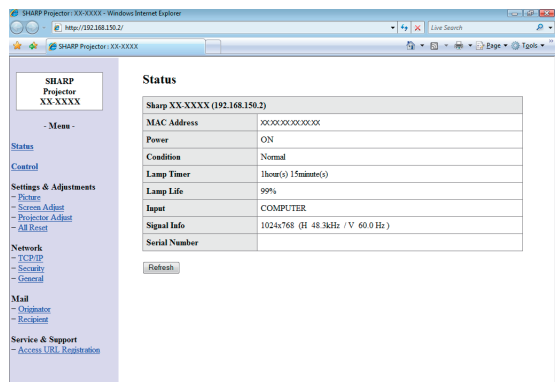 SHARP Projector : XX-XXXX - Windows Internet Explorer
http://192.168.150.2/
Live Search
SHARP Projector : XX-XXXX
Page
Tools
SHARP
Projector
XX-XXXX
- Menu -
Status
Control
Settings & Adjustments
- Picture
- Screen Adjust
- Projector Adjust
- All Reset
Network
- TCP/IP
- Security
- General
Mail
- Originator
- Recipient
Service & Support
- Access URL Registration
Status
Sharp XX-XXXX (192.168.150.2)
MAC Address XX:XX:XX:XX:XX:XX
Power ON
Condition Normal
Lamp Timer 1hour(s) 15minute(s)
Lamp Life 99%
Input COMPUTER
Signal Info 1024x768 (H 48.3kHz / V 60.0 Hz )
Serial Number
Refresh